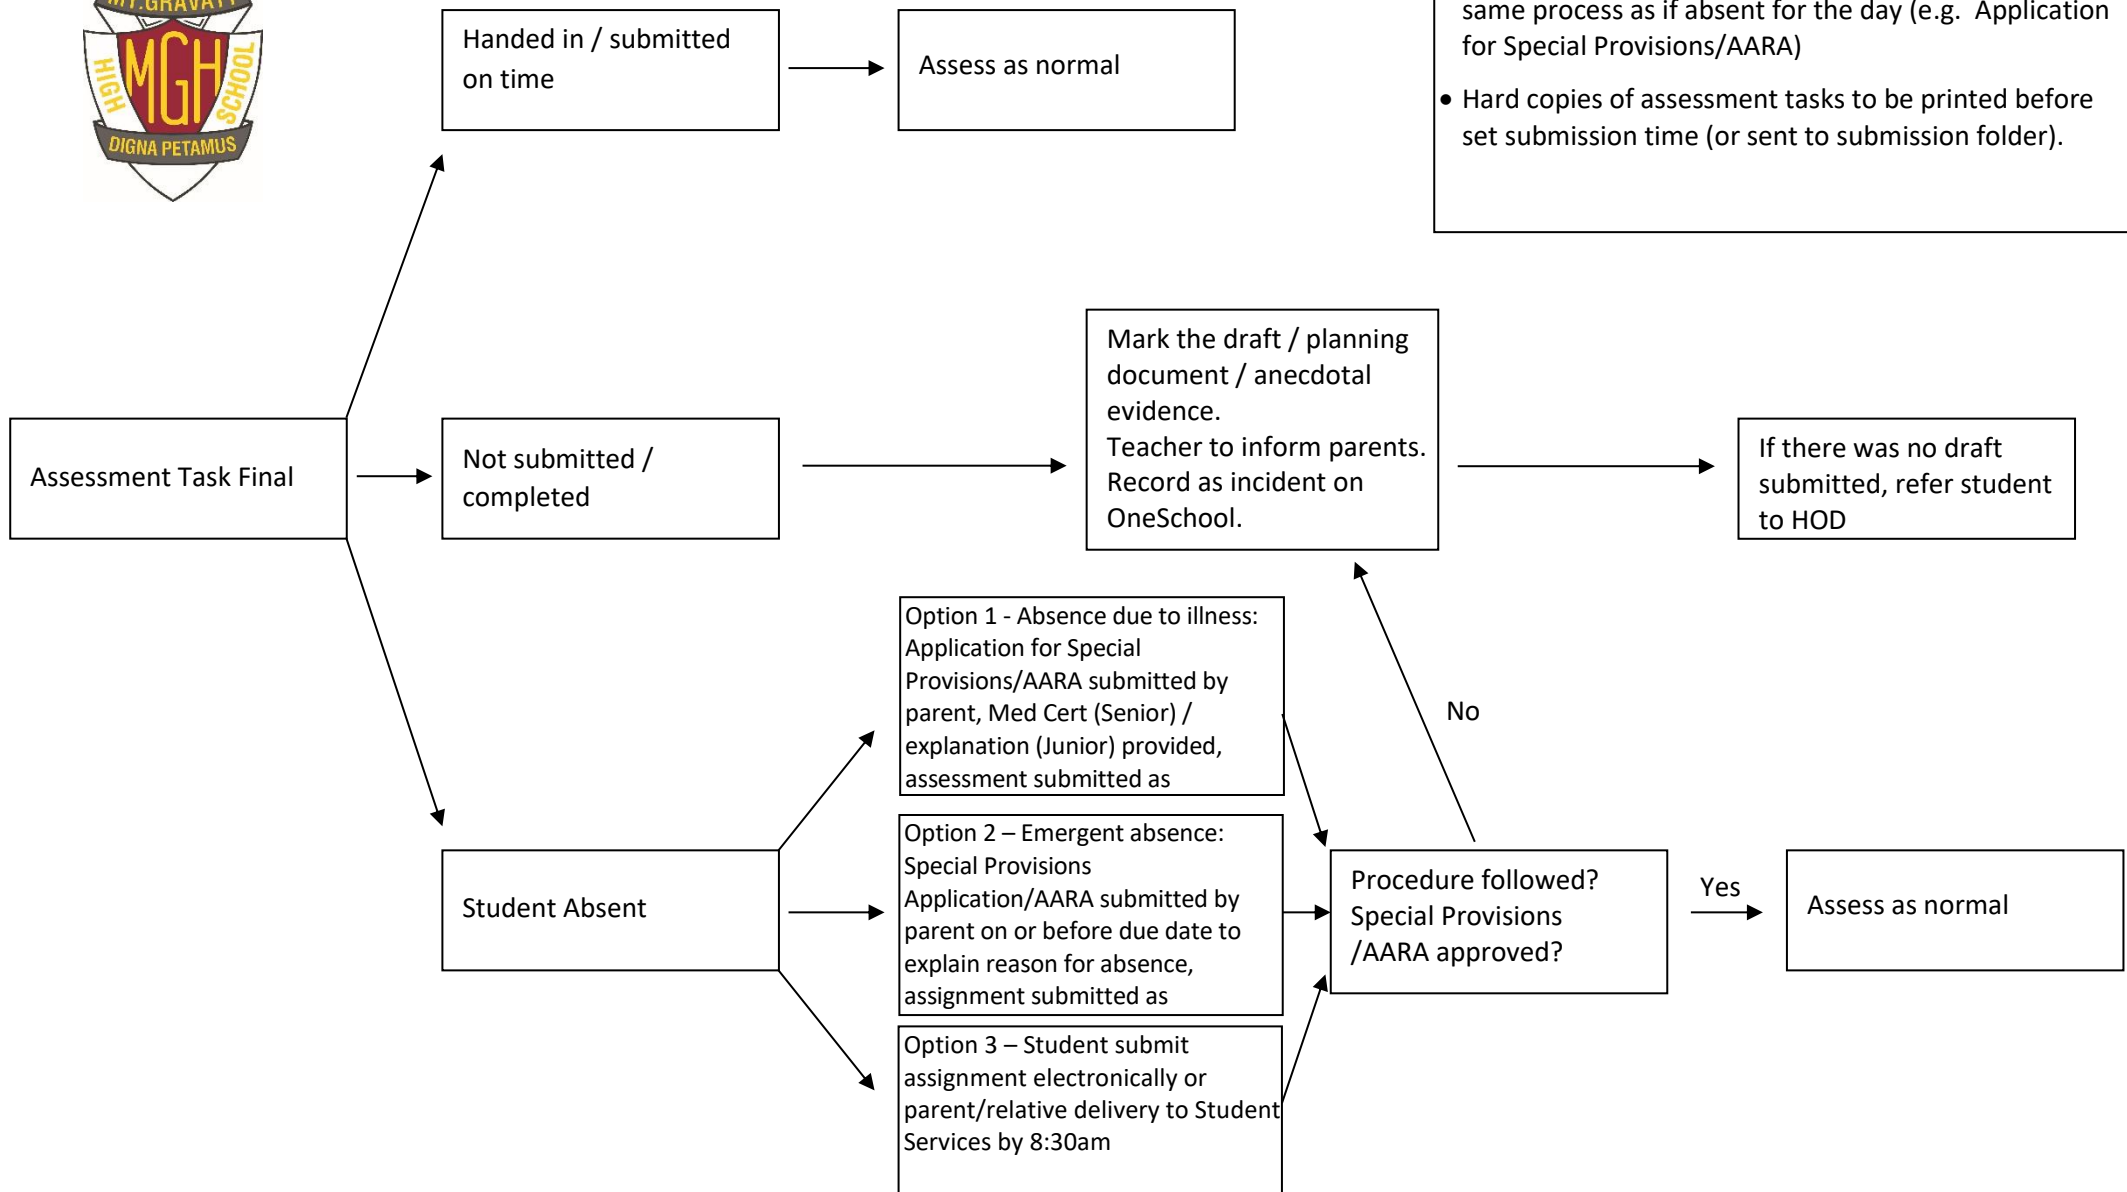 MT.GRAVATT
HIGH
MGH
SCHOOL
DIGNA PETAMUS
Handed in / submitted
on time
Assess as normal
same process as if absent for the day (e.g. Application
for Special Provisions/AARA)
• Hard copies of assessment tasks to be printed before
set submission time (or sent to submission folder).
Assessment Task Final
Not submitted /
completed
Mark the draft / planning
document / anecdotal
evidence.
Teacher to inform parents.
Record as incident on
OneSchool.
If there was no draft
submitted, refer student
to HOD
Student Absent
Option 1 - Absence due to illness:
Application for Special
Provisions/AARA submitted by
parent, Med Cert (Senior) /
explanation (Junior) provided,
assessment submitted as
Option 2 – Emergent absence:
Special Provisions
Application/AARA submitted by
parent on or before due date to
explain reason for absence,
assignment submitted as
Option 3 – Student submit
assignment electronically or
parent/relative delivery to Student
Services by 8:30am
No
Procedure followed?
Special Provisions
/AARA approved?
Yes
Assess as normal